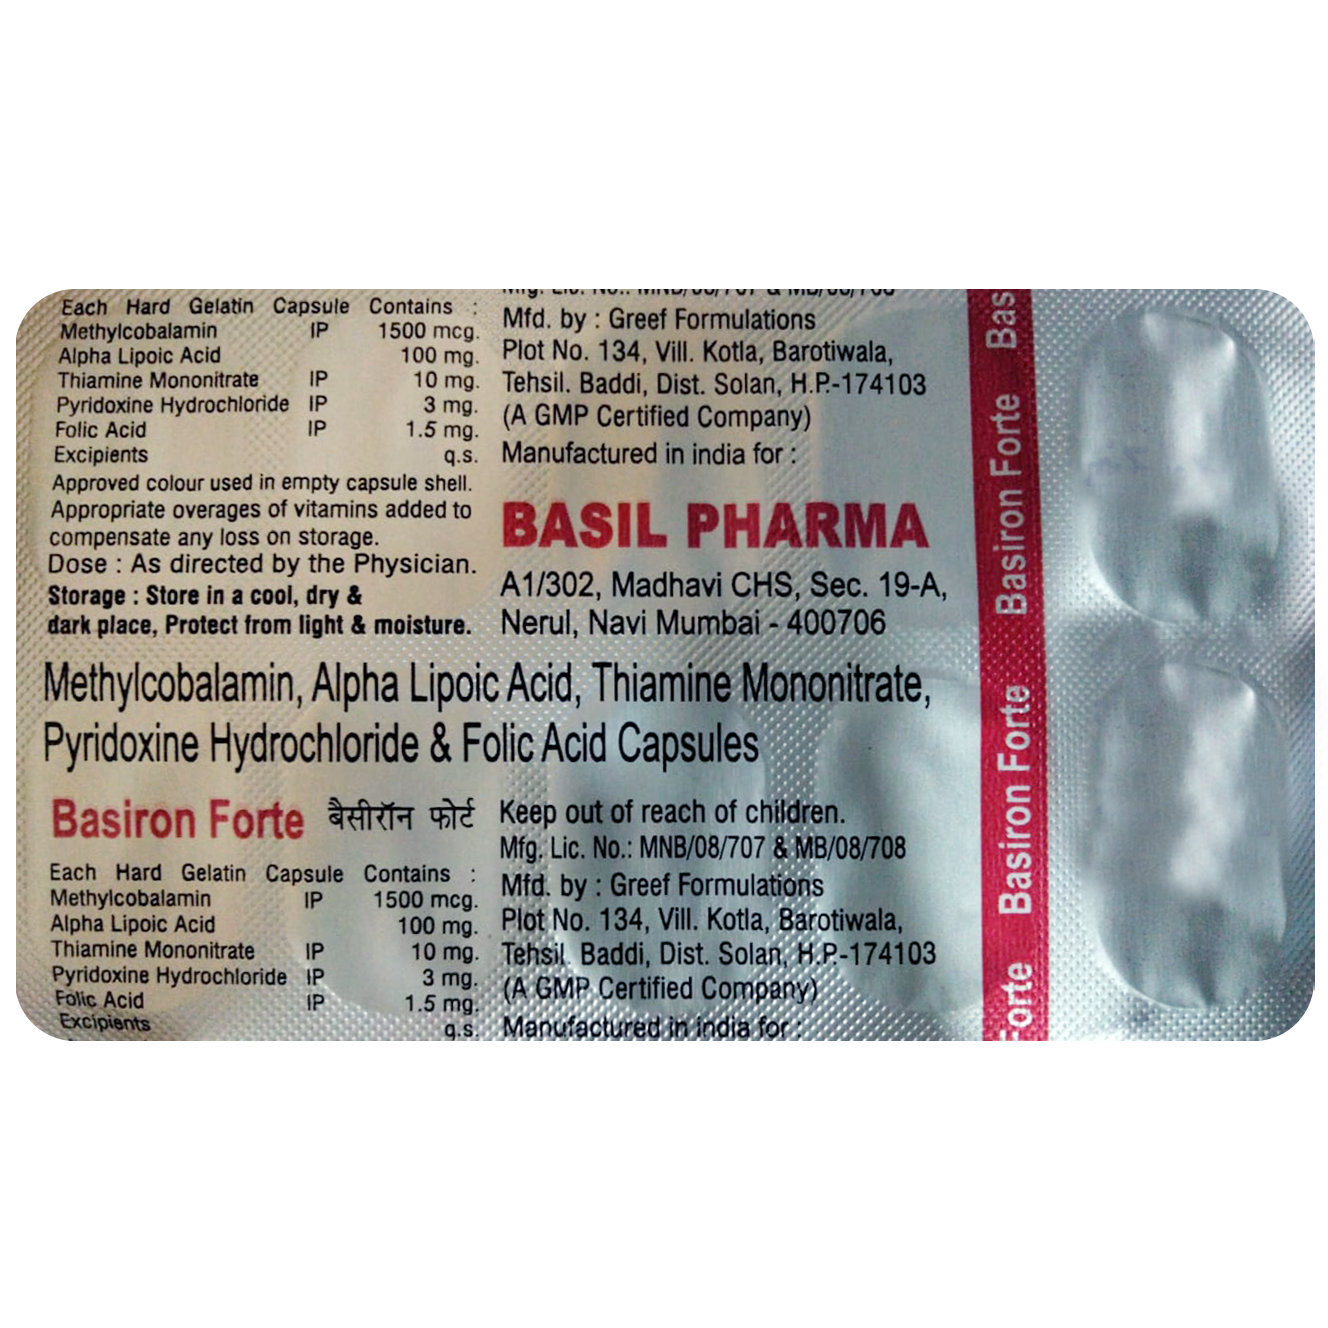 Each Hard Gelatin Capsule Contains :
Methylcobalamin IP 1500 mcg.
Alpha Lipoic Acid 100 mg.
Thiamine Mononitrate IP 10 mg.
Pyridoxine Hydrochloride IP 3 mg.
Folic Acid IP 1.5 mg.
Excipients q.s.
Approved colour used in empty capsule shell.
Appropriate overages of vitamins added to
compensate any loss on storage.
Dose : As directed by the Physician.
Storage : Store in a cool, dry &
dark place, Protect from light & moisture.
Mfd. by : Greef Formulations
Plot No. 134, Vill. Kotla, Barotiwala,
Tehsil. Baddi, Dist. Solan, H.P.-174103
(A GMP Certified Company)
Manufactured in india for :
BASIL PHARMA
A1/302, Madhavi CHS, Sec. 19-A,
Nerul, Navi Mumbai - 400706
Methylcobalamin, Alpha Lipoic Acid, Thiamine Mononitrate,
Pyridoxine Hydrochloride & Folic Acid Capsules
Basiron Forte बैसीरॉन फोर्ट
Each Hard Gelatin Capsule Contains :
Methylcobalamin IP 1500 mcg.
Alpha Lipoic Acid 100 mg.
Thiamine Mononitrate IP 10 mg.
Pyridoxine Hydrochloride IP 3 mg.
Folic Acid IP 1.5 mg.
Excipients q.s.
Keep out of reach of children.
Mfg. Lic. No.: MNB/08/707 & MB/08/708
Mfd. by : Greef Formulations
Plot No. 134, Vill. Kotla, Barotiwala,
Tehsil. Baddi, Dist. Solan, H.P.-174103
(A GMP Certified Company)
Manufactured in india for :
Forte Basiron Forte Basiron Forte Bas